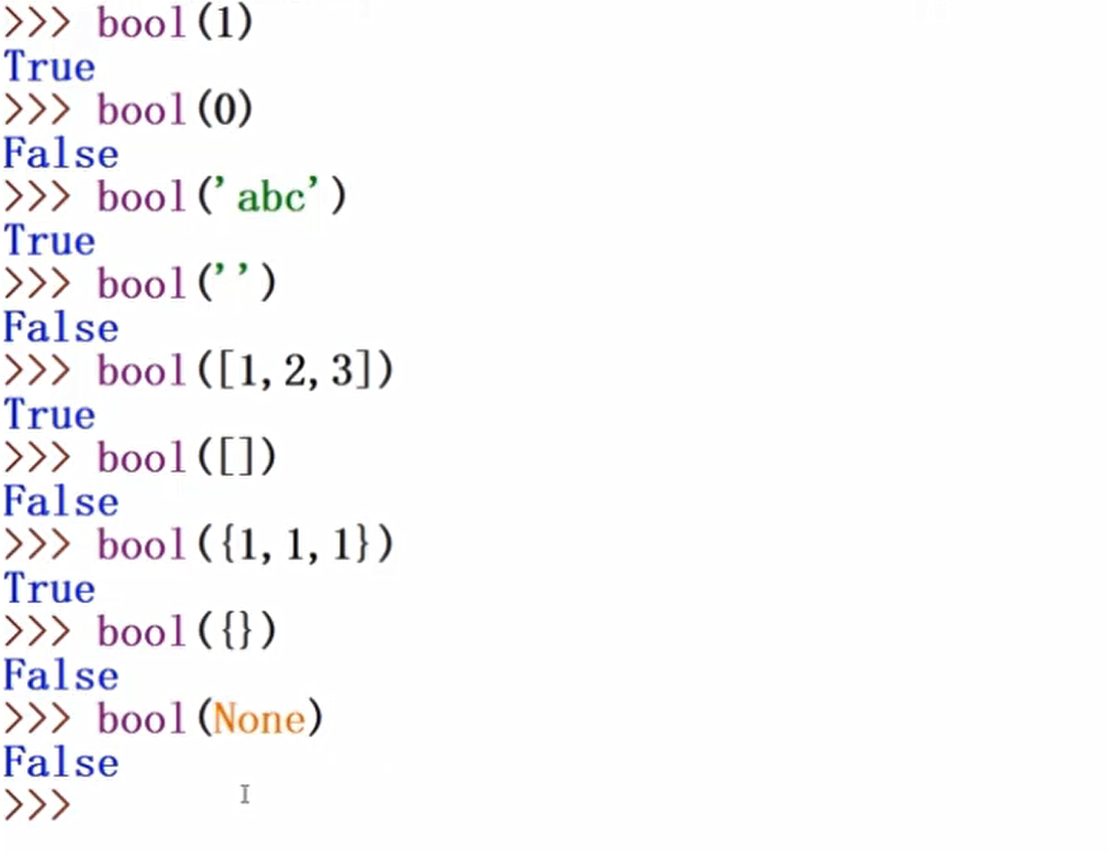 >>> bool(1)
True
>>> bool(0)
False
>>> bool('abc')
True
>>> bool('')
False
>>> bool([1,2,3])
True
>>> bool([])
False
>>> bool({1,1,1})
True
>>> bool({})
False
>>> bool(None)
False
>>>